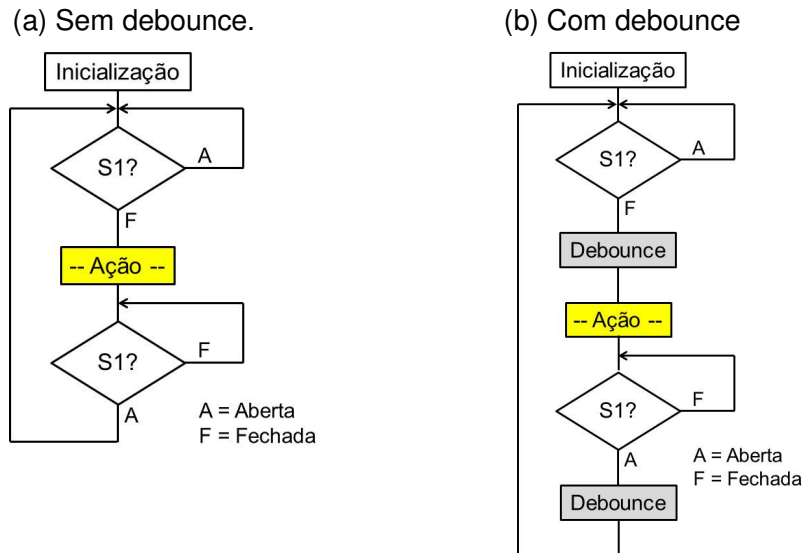 (a) Sem debounce.
Inicialização
S1?
A
F
-- Ação --
S1?
F
A
A = Aberta
F = Fechada
(b) Com debounce
Inicialização
S1?
A
F
Debounce
-- Ação --
S1?
F
A
A = Aberta
F = Fechada
Debounce